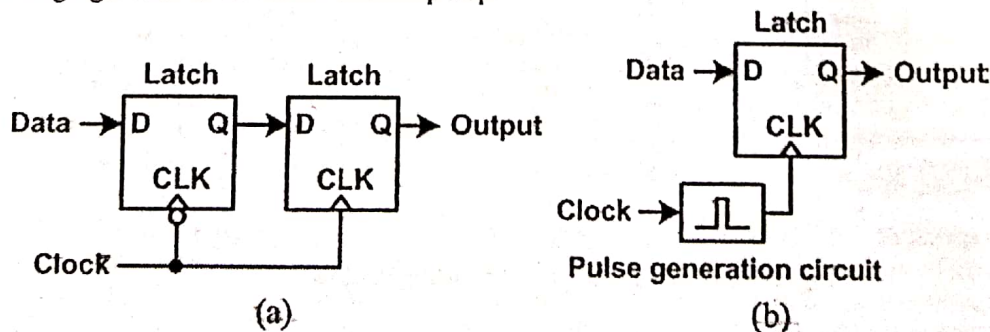 Latch
Latch
Data
D
Q
D
Q
Output
CLK
CLK
Clock
(a)
Latch
Data
D
Q
Output
CLK
Clock
Pulse generation circuit
(b)